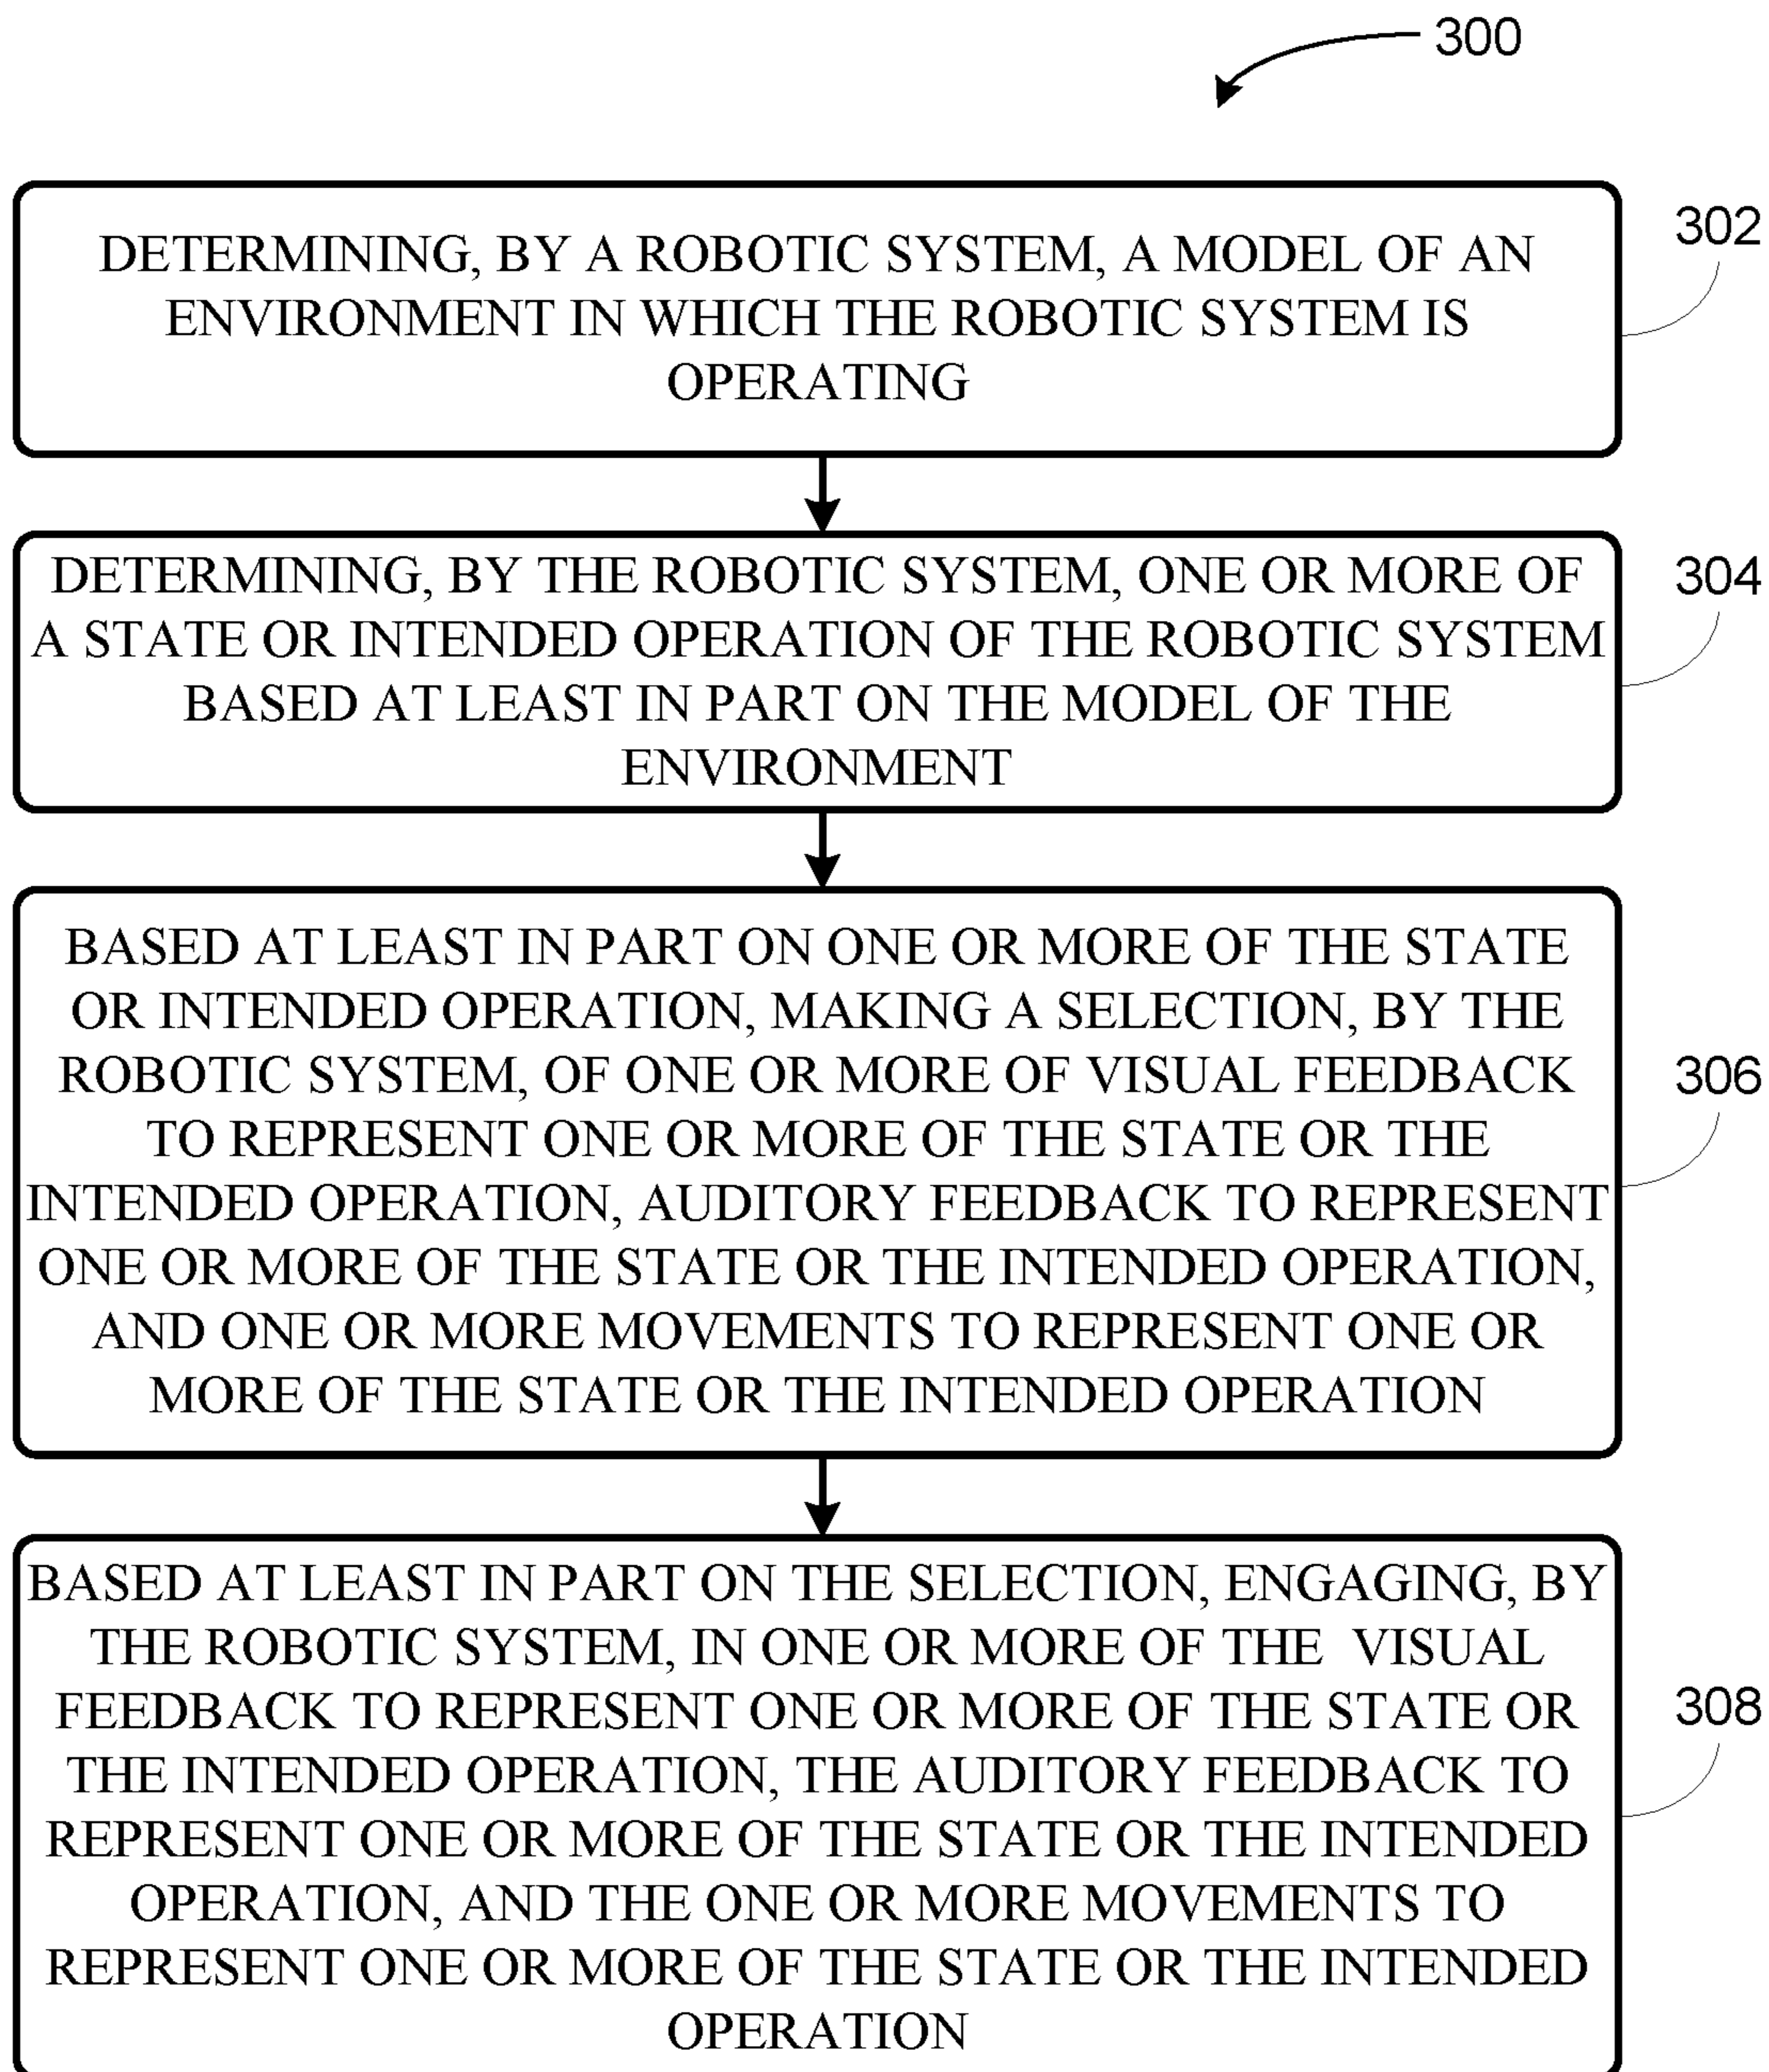 300
DETERMINING, BY A ROBOTIC SYSTEM, A MODEL OF AN
ENVIRONMENT IN WHICH THE ROBOTIC SYSTEM IS
OPERATING
302
DETERMINING, BY THE ROBOTIC SYSTEM, ONE OR MORE OF
A STATE OR INTENDED OPERATION OF THE ROBOTIC SYSTEM
BASED AT LEAST IN PART ON THE MODEL OF THE
ENVIRONMENT
304
BASED AT LEAST IN PART ON ONE OR MORE OF THE STATE
OR INTENDED OPERATION, MAKING A SELECTION, BY THE
ROBOTIC SYSTEM, OF ONE OR MORE OF VISUAL FEEDBACK
TO REPRESENT ONE OR MORE OF THE STATE OR THE
INTENDED OPERATION, AUDITORY FEEDBACK TO REPRESENT
ONE OR MORE OF THE STATE OR THE INTENDED OPERATION,
AND ONE OR MORE MOVEMENTS TO REPRESENT ONE OR
MORE OF THE STATE OR THE INTENDED OPERATION
306
BASED AT LEAST IN PART ON THE SELECTION, ENGAGING, BY
THE ROBOTIC SYSTEM, IN ONE OR MORE OF THE VISUAL
FEEDBACK TO REPRESENT ONE OR MORE OF THE STATE OR
THE INTENDED OPERATION, THE AUDITORY FEEDBACK TO
REPRESENT ONE OR MORE OF THE STATE OR THE INTENDED
OPERATION, AND THE ONE OR MORE MOVEMENTS TO
REPRESENT ONE OR MORE OF THE STATE OR THE INTENDED
OPERATION
308